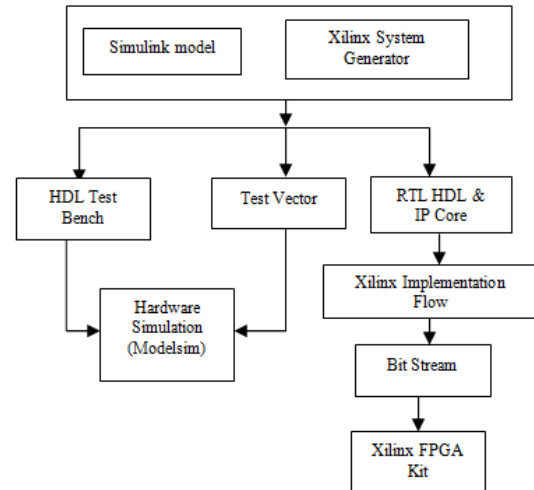 Simulink model
Xilinx System
Generator
HDL Test
Bench
Test Vector
RTL HDL &
IP Core
Hardware
Simulation
(Modelsim)
Xilinx Implementation
Flow
Bit Stream
Xilinx FPGA
Kit